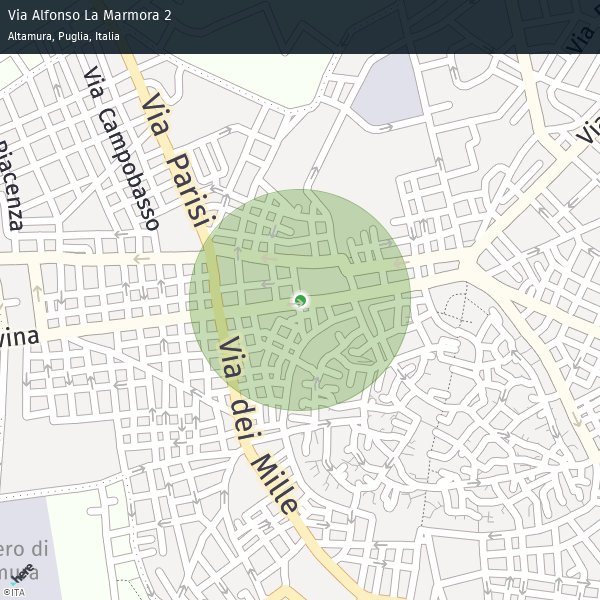 Via Alfonso La Marmora 2
Altamura, Puglia, Italia
Via
Via
Via Campobasso
Via Parisi
Piacenza
vina
Via dei Mille
ero di
mura
here
©ITA